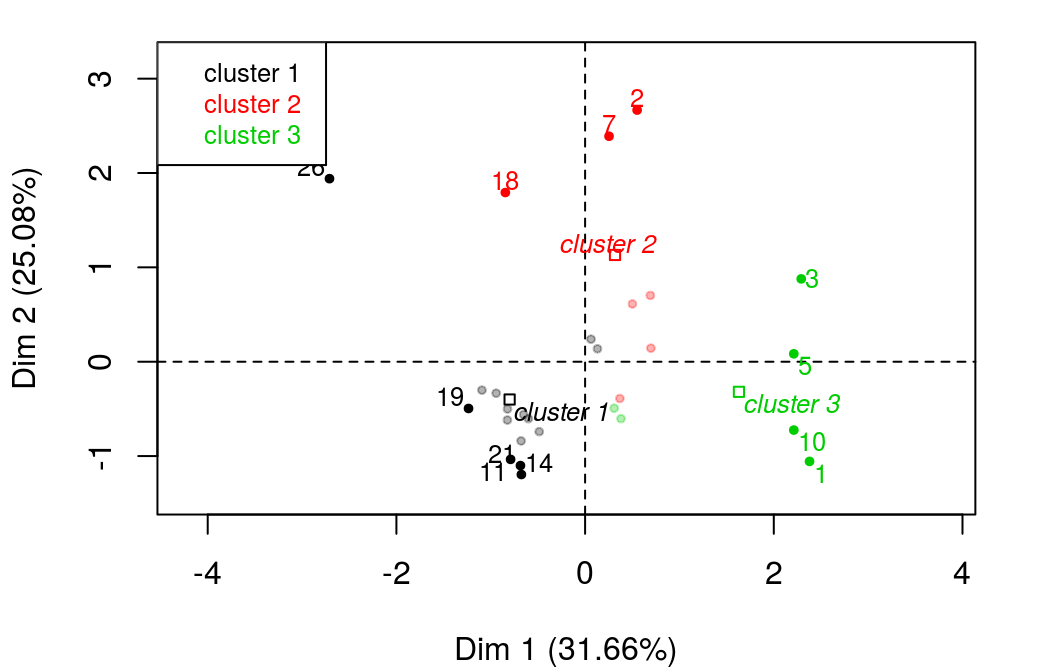 cluster 1
cluster 2
cluster 3
26
2
7
18
cluster 2
3
5
cluster 3
19
cluster 1
10
21
14
11
1
3
2
1
0
-1
-4
-2
0
2
4
Dim 1 (31.66%)
Dim 2 (25.08%)